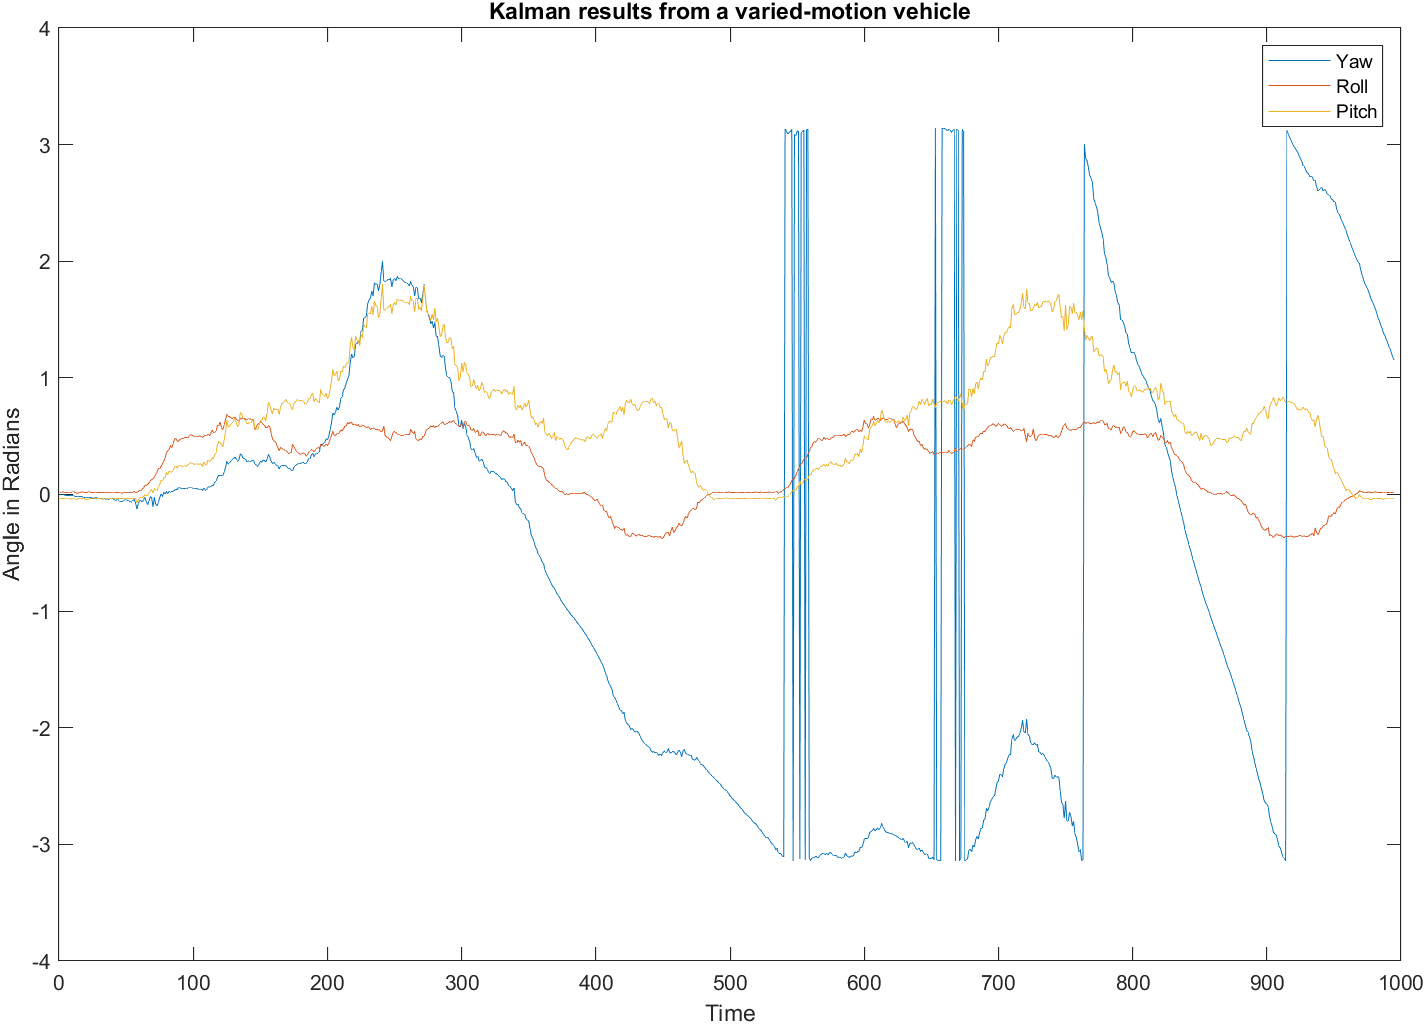 Kalman results from a varied-motion vehicle
4
3
2
1
0
-1
-2
-3
-4
Angle in Radians
Yaw
Roll
Pitch
0 100 200 300 400 500 600 700 800 900 1000
Time